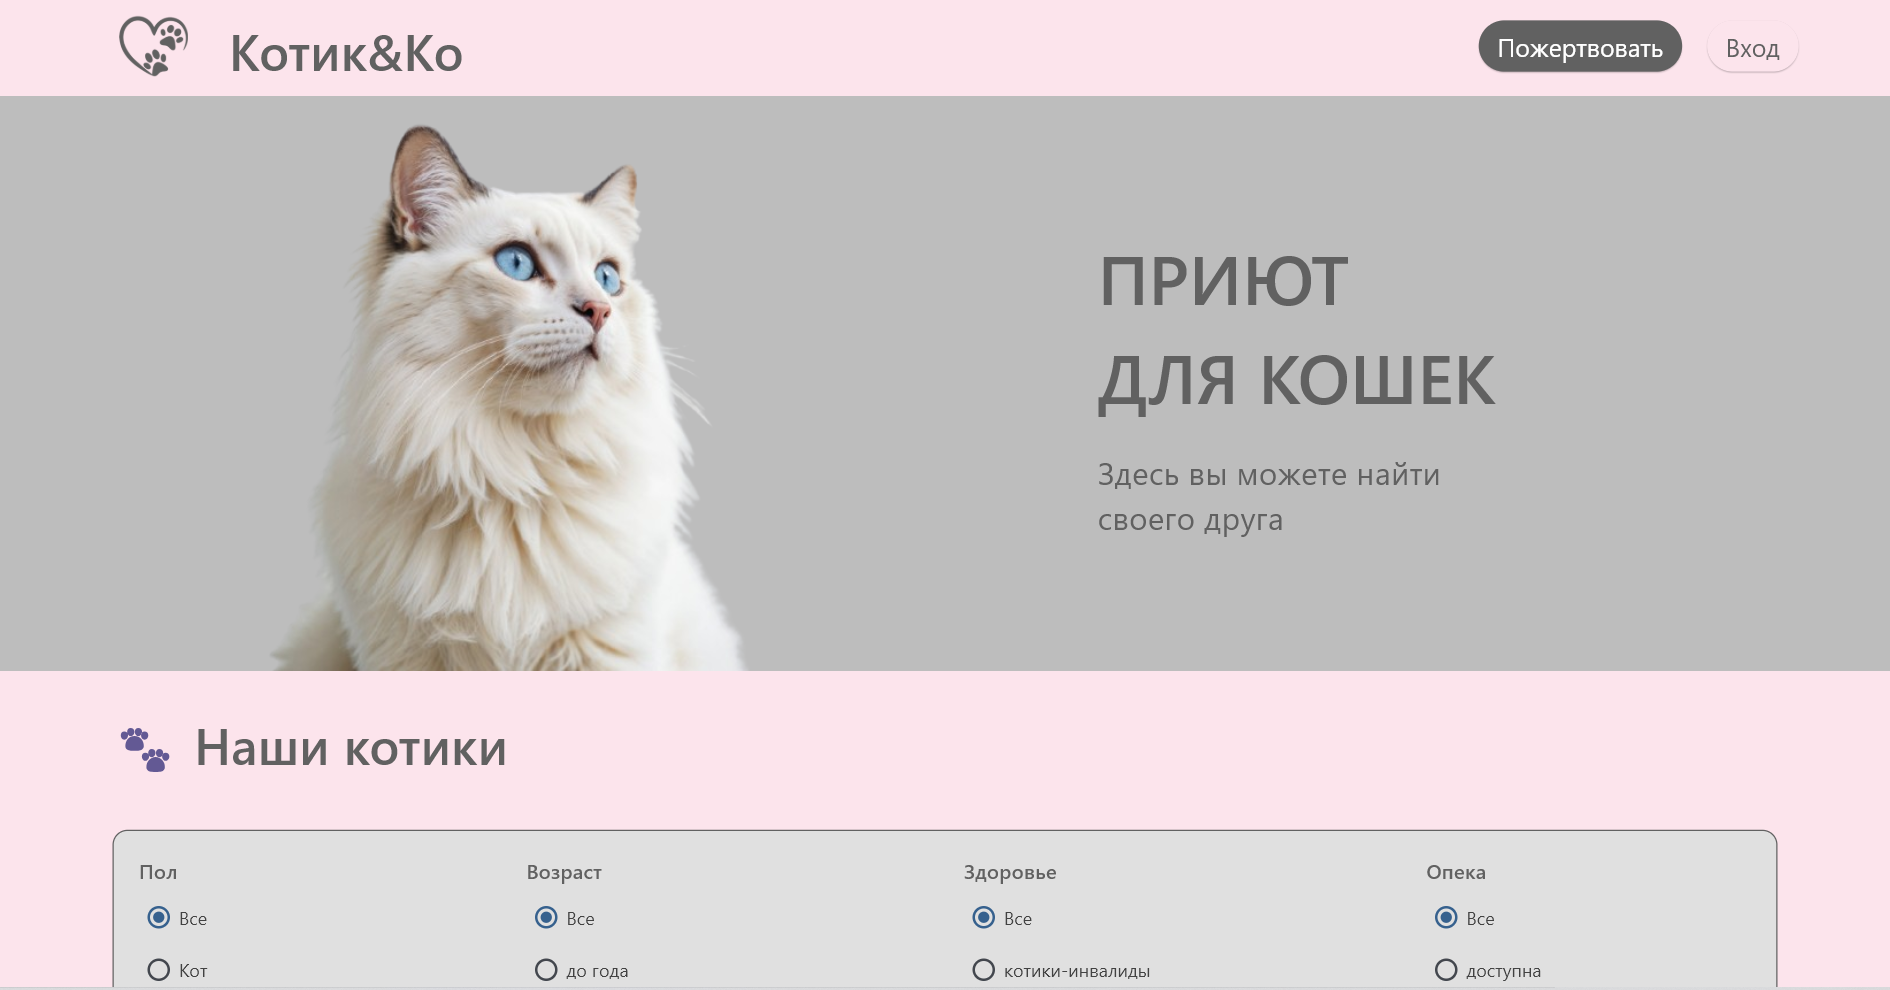 Котик&Ко
Пожертвовать
Вход
ПРИЮТ
ДЛЯ КОШЕК
Здесь вы можете найти
своего друга
Наши котики
Пол
Возраст
Здоровье
Опека
Все
Все
Все
Все
Кот
до года
котики-инвалиды
доступна